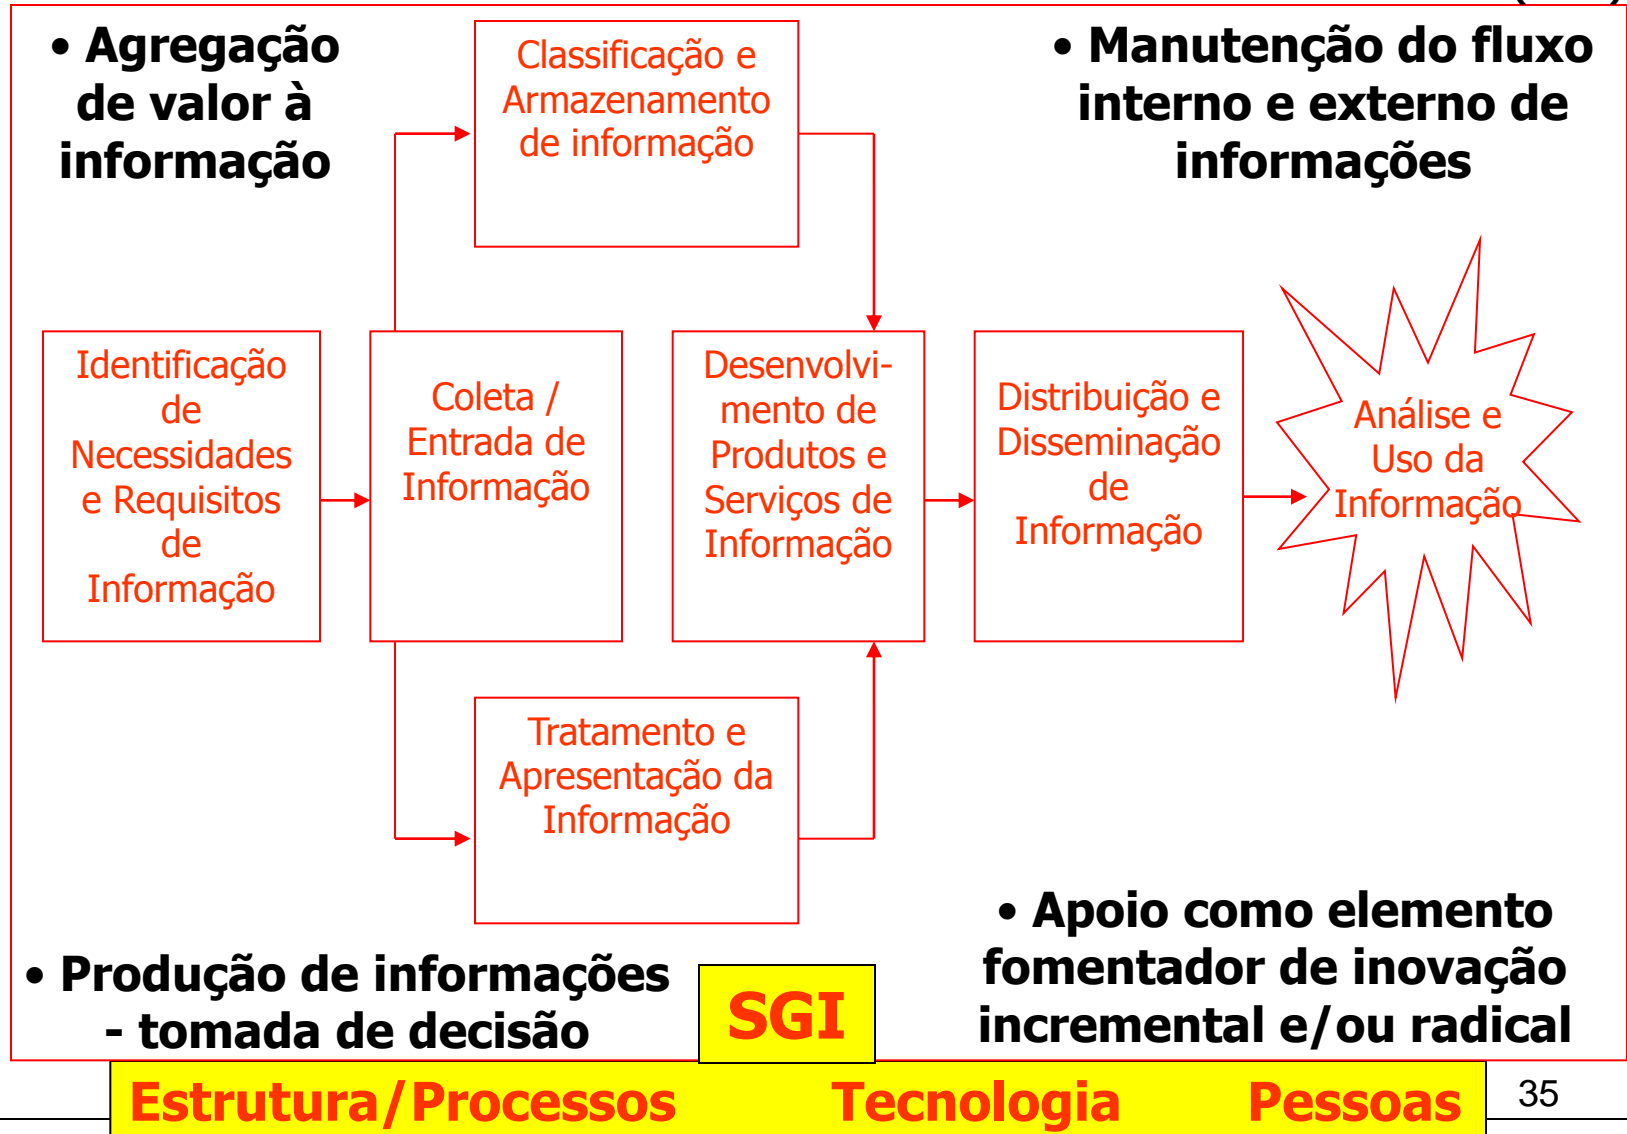 • Agregação
de valor à
informação
Classificação e
Armazenamento
de informação
• Manutenção do fluxo
interno e externo de
informações
Identificação
de
Necessidades
e Requisitos
de
Informação
Coleta /
Entrada de
Informação
Desenvolvi-
mento de
Produtos e
Serviços de
Informação
Distribuição e
Disseminação
de
Informação
Análise e
Uso da
Informação
Tratamento e
Apresentação da
Informação
• Produção de informações
- tomada de decisão
SGI
• Apoio como elemento
fomentador de inovação
incremental e/ou radical
Estrutura/Processos Tecnologia Pessoas
35